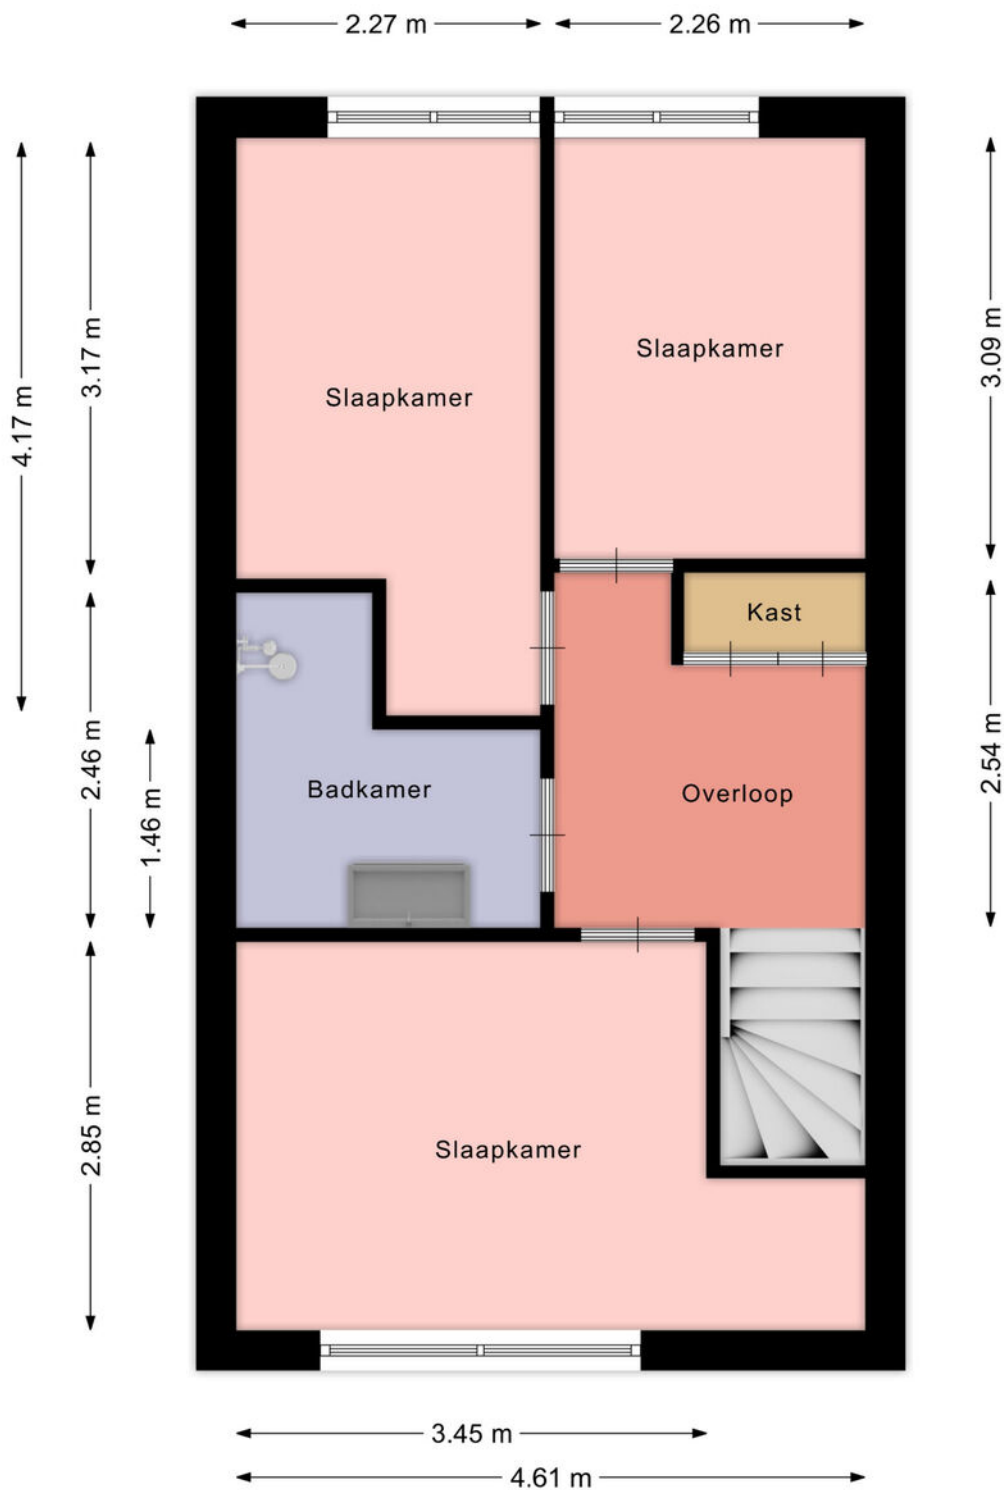 2.27 m
2.26 m
4.17 m
3.17 m
3.09 m
Slaapkamer
Slaapkamer
Kast
2.46 m
1.46 m
2.54 m
Badkamer
Overloop
2.85 m
Slaapkamer
3.45 m
4.61 m